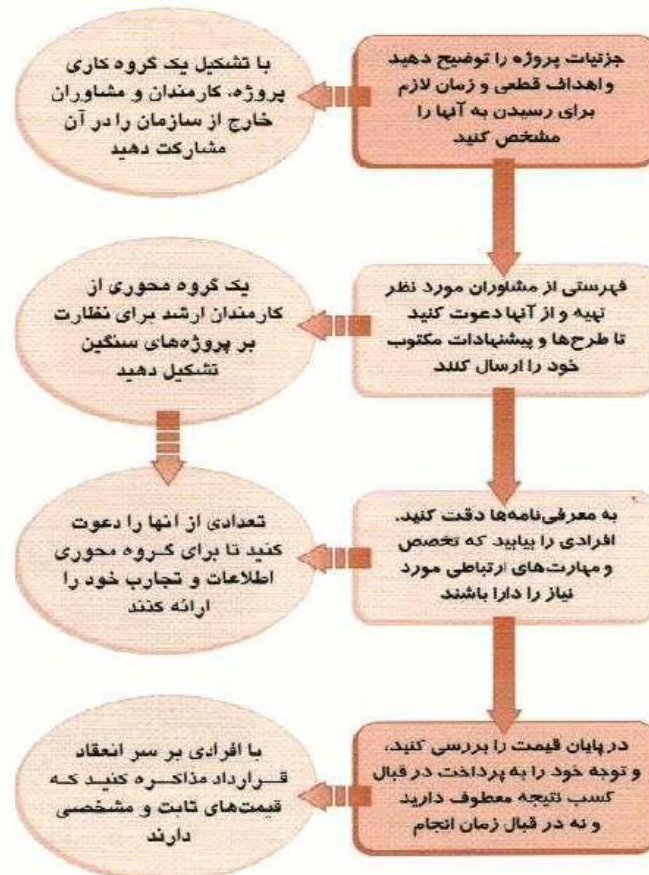 جزئیات پروژه را توضیح دهید
و اهداف قطعی و زمان لازم
برای رسیدن به آنها را
مشخص کنید
با تشکیل یک گروه کاری
پروژه، کارمندان و مشاوران
خارج از سازمان را در آن
مشارکت دهید
فهرستی از مشاوران مورد نظر
تهیه و از آنها دعوت کنید
تا طرح‌ها و پیشنهادات مکتوب
خود را ارسال کنند
یک گروه محوری از
کارمندان ارشد برای نظارت
بر پروژه‌های سنگین
تشکیل دهید
به معرفی‌نامه‌ها دقت کنید.
افرادی را بیابید که تخصص
و مهارت‌های ارتباطی مورد
نیاز را دارا باشند
تعدادی از آنها را دعوت
کنید تا برای گروه محوری
اطلاعات و تجارب خود را
ارائه کنند
در پایان قیمت را بررسی کنید،
و توجه خود را به پرداخت در قبال
کسب نتیجه معطوف دارید
و نه در قبال زمان انجام
با افرادی بر سر انعقاد
قرارداد مذاکره کنید که
قیمت‌های ثابت و مشخصی
دارند